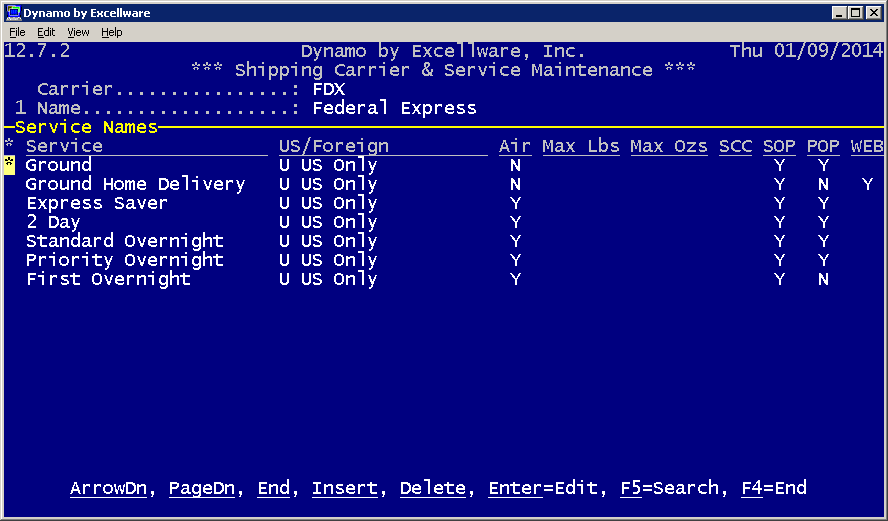 Dynamo by Excellware
File Edit View Help
12.7.2 Dynamo by Excellware, Inc. Thu 01/09/2014
*** Shipping Carrier & Service Maintenance ***
Carrier................: FDX
1 Name...................: Federal Express
Service Names
* Service US/Foreign Air Max Lbs Max Ozs SCC SOP POP WEB
* Ground U US Only N Y Y
Ground Home Delivery U US Only N Y N Y
Express Saver U US Only Y Y Y
2 Day U US Only Y Y Y
Standard Overnight U US Only Y Y Y
Priority Overnight U US Only Y Y Y
First Overnight U US Only Y Y N
ArrowDn, PageDn, End, Insert, Delete, Enter=Edit, F5=Search, F4=End